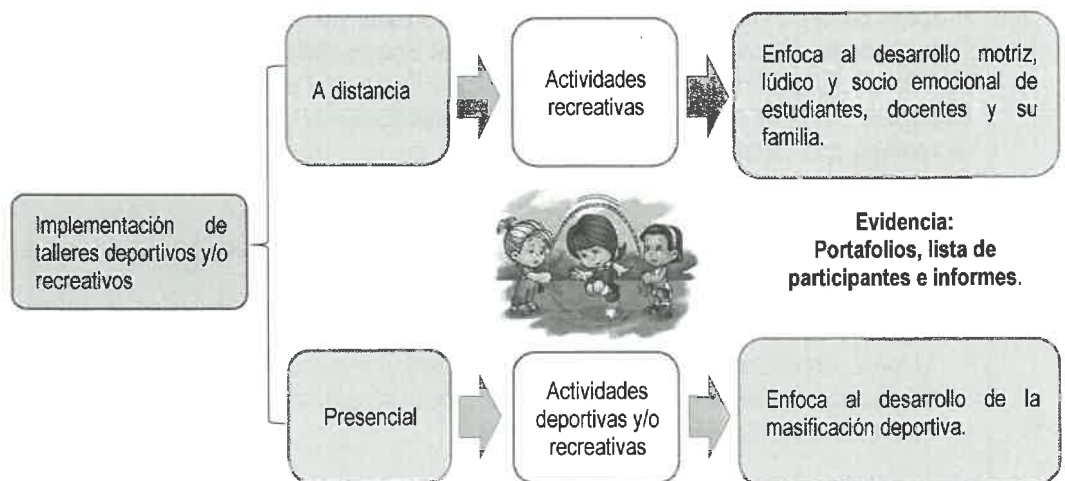 A distancia
Actividades
recreativas
Enfoca al desarrollo motriz,
lúdico y socio emocional de
estudiantes, docentes y su
familia.
Implementación de
talleres deportivos y/o
recreativos
Evidencia:
Portafolios, lista de
participantes e informes.
Presencial
Actividades
deportivas y/o
recreativas
Enfoca al desarrollo de la
masificación deportiva.